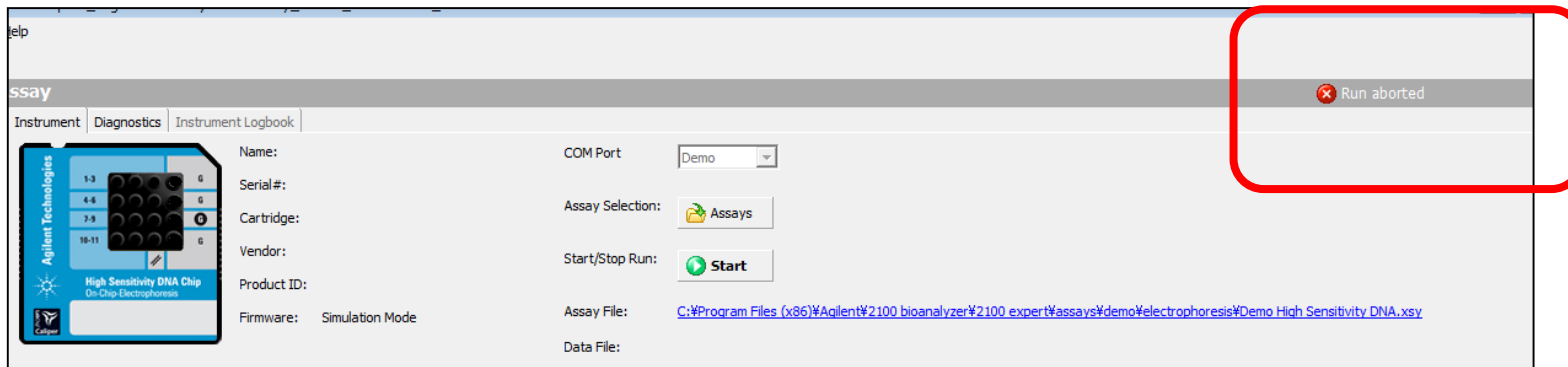 elp
ssay
Run aborted
Instrument Diagnostics Instrument Logbook
Agilent Technologies
1-3
4-6
7-9
10-11
G
G
G
G
High Sensitivity DNA Chip
On-Chip-Electrophoresis
Caliper
Name:
Serial#:
Cartridge:
Vendor:
Product ID:
Firmware: Simulation Mode
COM Port Demo
Assay Selection: Assays
Start/Stop Run: Start
Assay File: C:¥Program Files (x86)¥Agilent¥2100 bioanalyzer¥2100 expert¥assays¥demo¥electrophoresis¥Demo High Sensitivity DNA.xsy
Data File: